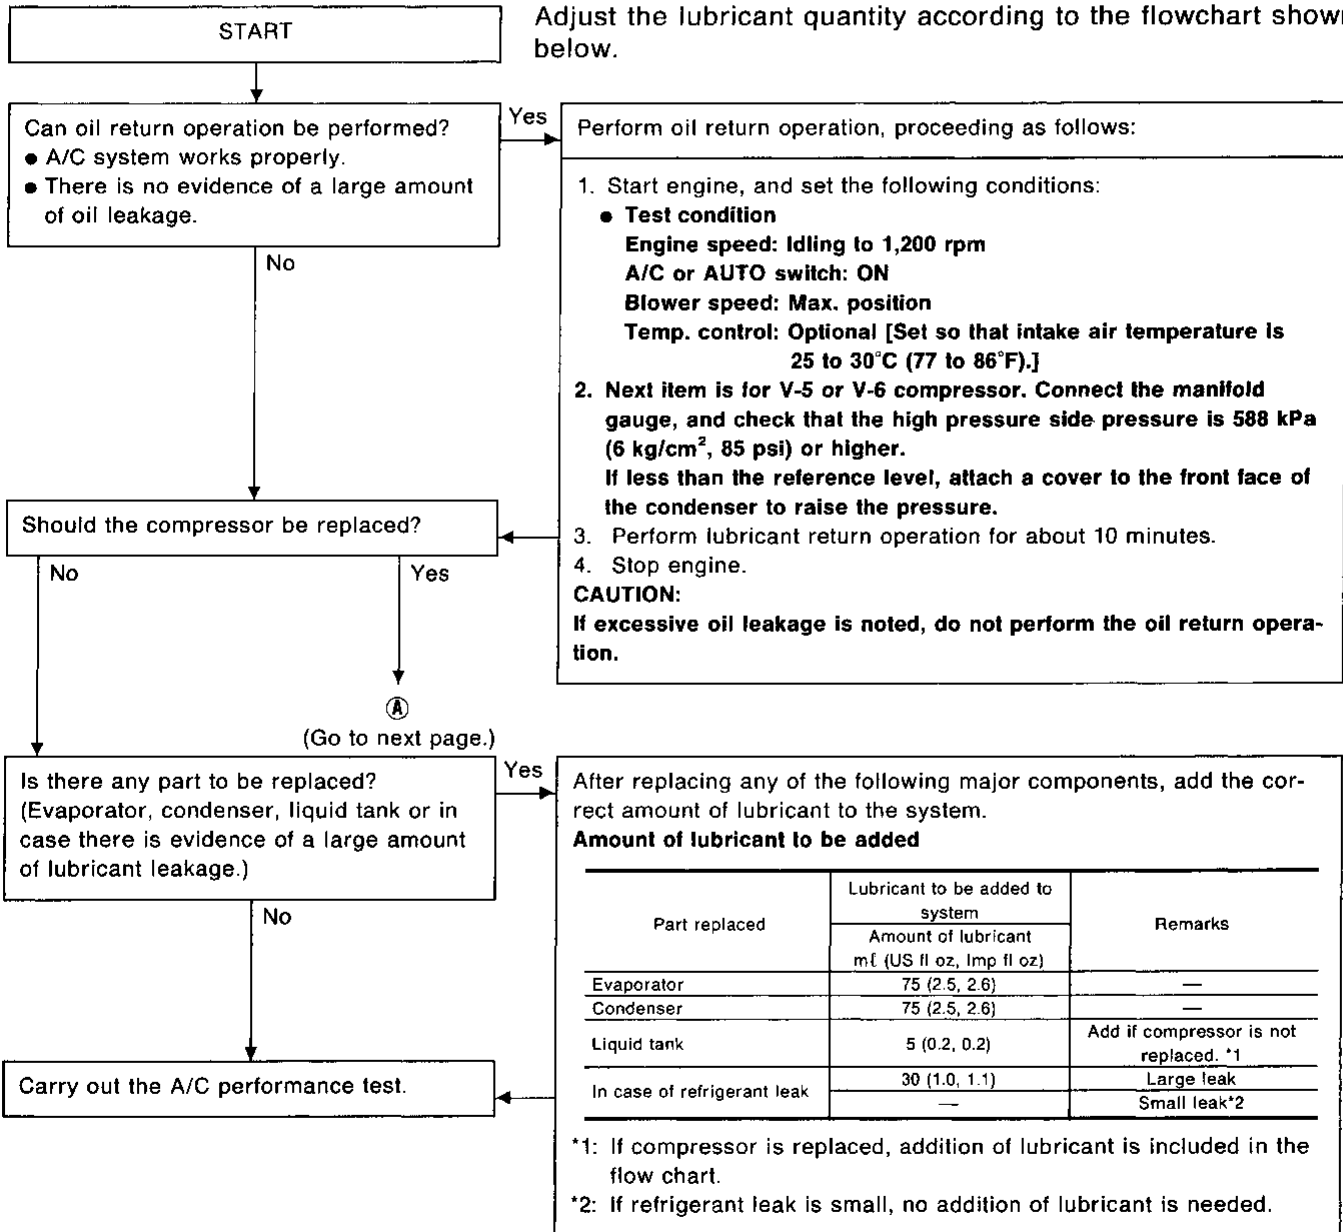 START
Adjust the lubricant quantity according to the flowchart shown
below.
Can oil return operation be performed?
● A/C system works properly.
● There is no evidence of a large amount
of oil leakage.
Yes
No
Perform oil return operation, proceeding as follows:
1. Start engine, and set the following conditions:
● Test condition
Engine speed: Idling to 1,200 rpm
A/C or AUTO switch: ON
Blower speed: Max. position
Temp. control: Optional [Set so that intake air temperature is
25 to 30°C (77 to 86°F).]
2. Next item is for V-5 or V-6 compressor. Connect the manifold
gauge, and check that the high pressure side pressure is 588 kPa
(6 kg/cm², 85 psi) or higher.
If less than the reference level, attach a cover to the front face of
the condenser to raise the pressure.
3. Perform lubricant return operation for about 10 minutes.
4. Stop engine.
CAUTION:
If excessive oil leakage is noted, do not perform the oil return opera-
tion.
Should the compressor be replaced?
No
Yes
Ⓐ
(Go to next page.)
Is there any part to be replaced?
(Evaporator, condenser, liquid tank or in
case there is evidence of a large amount
of lubricant leakage.)
Yes
No
After replacing any of the following major components, add the cor-
rect amount of lubricant to the system.
Amount of lubricant to be added
Part replaced
Lubricant to be added to
system
Amount of lubricant
mℓ (US fl oz, Imp fl oz)
Remarks
Evaporator 75 (2.5, 2.6) —
Condenser 75 (2.5, 2.6) —
Liquid tank 5 (0.2, 0.2) Add if compressor is not
replaced. *1
In case of refrigerant leak 30 (1.0, 1.1) Large leak
— Small leak*2
*1: If compressor is replaced, addition of lubricant is included in the
flow chart.
*2: If refrigerant leak is small, no addition of lubricant is needed.
Carry out the A/C performance test.